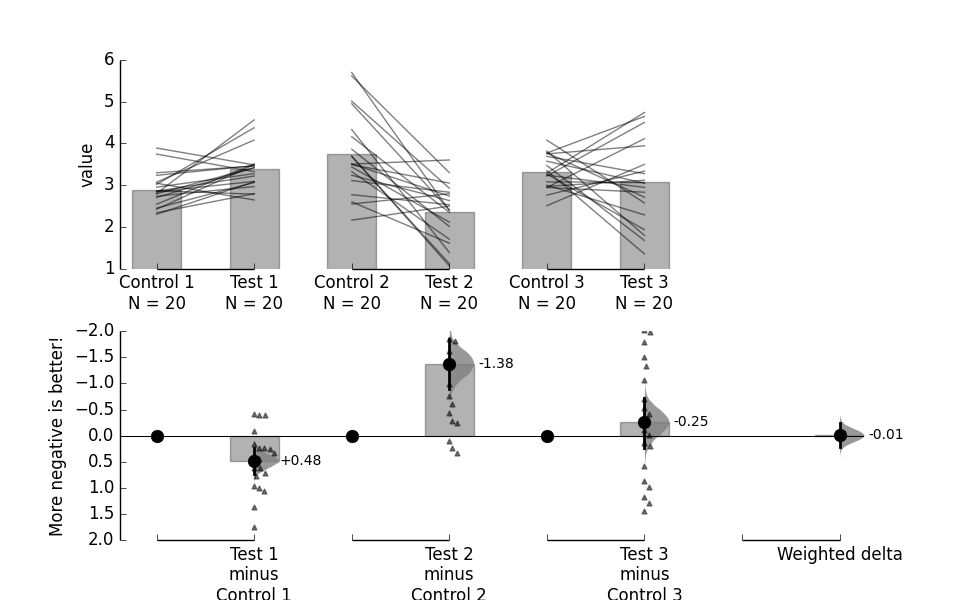 6
5
4
3
2
1
value
Control 1
N = 20
Test 1
N = 20
Control 2
N = 20
Test 2
N = 20
Control 3
N = 20
Test 3
N = 20
More negative is better!
−2.0
−1.5
−1.0
−0.5
0.0
0.5
1.0
1.5
2.0
+0.48
-1.38
-0.25
-0.01
Test 1
minus
Control 1
Test 2
minus
Control 2
Test 3
minus
Control 3
Weighted delta